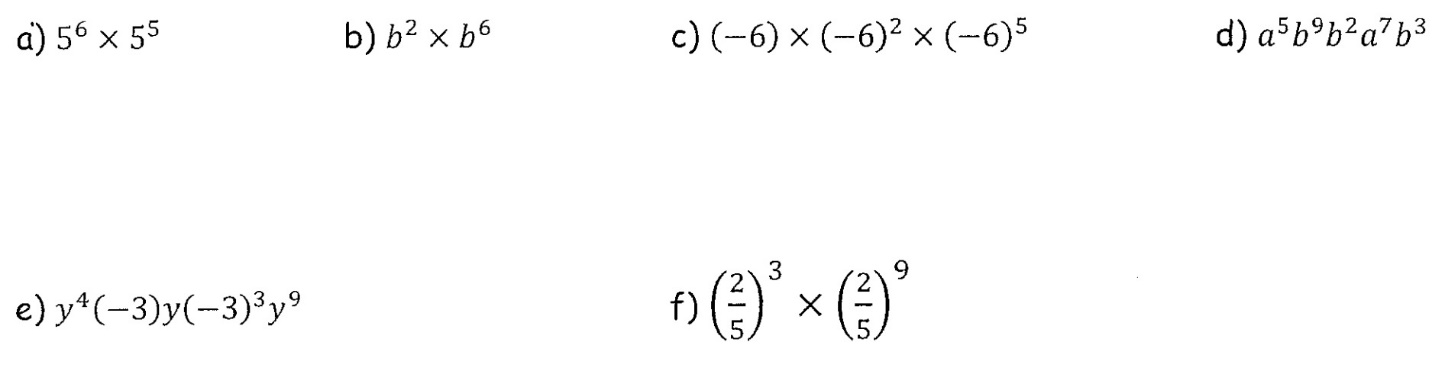 a) 5⁶ × 5⁵ b) b² × b⁶ c) (−6) × (−6)² × (−6)⁵ d) a⁵b⁹b²a⁷b³
e) y⁴(−3)y(−3)³y⁹ f) (2/5)³ × (2/5)⁹